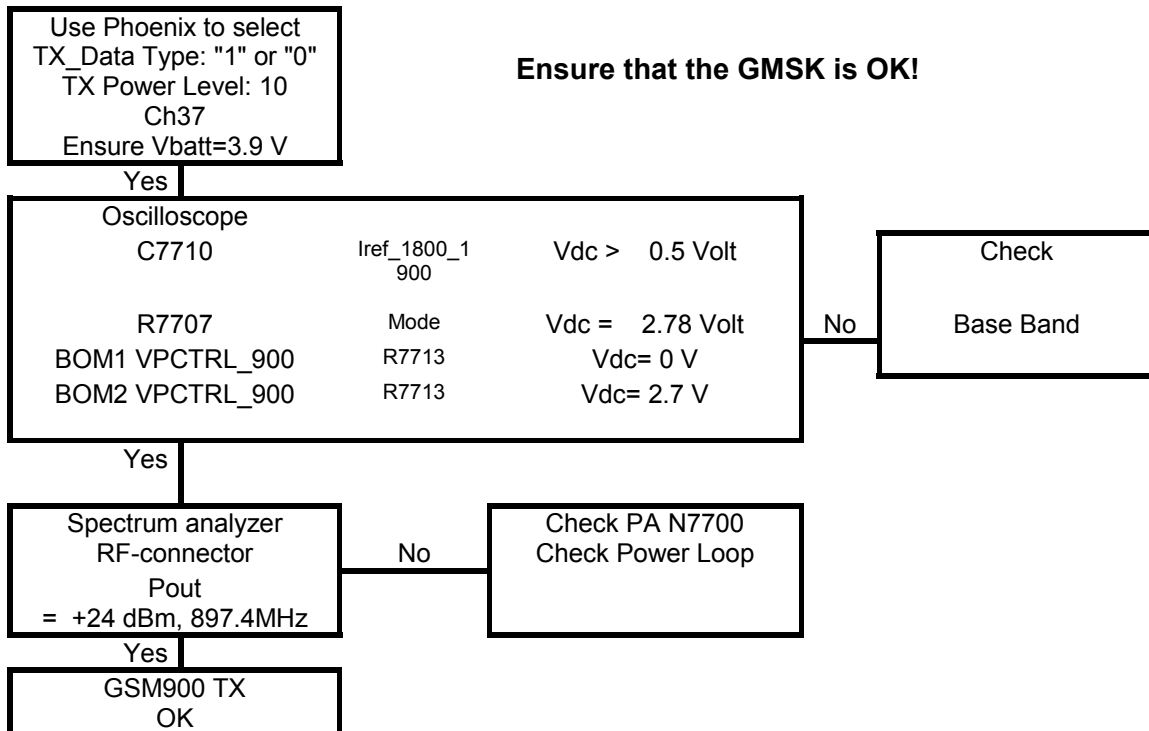 Use Phoenix to select
TX_Data Type: "1" or "0"
TX Power Level: 10
Ch37
Ensure Vbatt=3.9 V
Ensure that the GMSK is OK!
Yes
Oscilloscope
C7710 Iref_1800_1 Vdc > 0.5 Volt
900
R7707 Mode Vdc = 2.78 Volt
BOM1 VPCTRL_900 R7713 Vdc= 0 V
BOM2 VPCTRL_900 R7713 Vdc= 2.7 V
No
Check
Base Band
Yes
Spectrum analyzer
RF-connector
Pout
= +24 dBm, 897.4MHz
No
Check PA N7700
Check Power Loop
Yes
GSM900 TX
OK